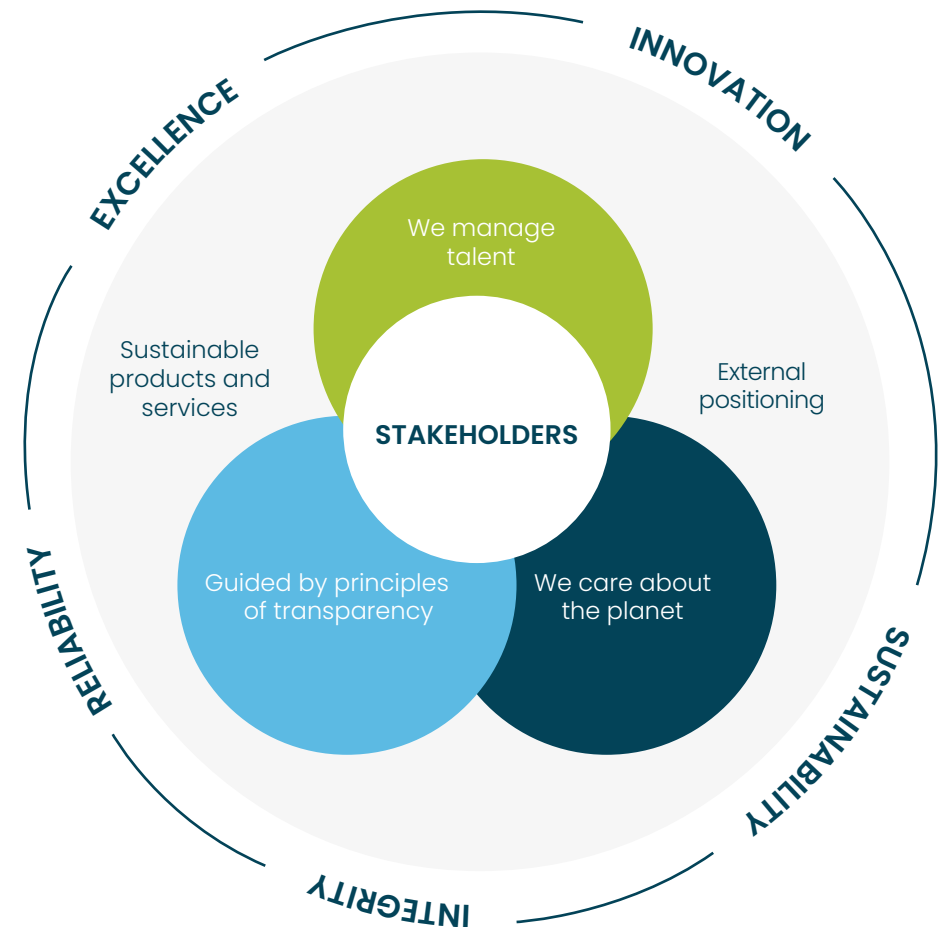 INNOVATION
EXCELLENCE
We manage
talent
Sustainable
products and
services
External
positioning
STAKEHOLDERS
Guided by principles
of transparency
We care about
the planet
RELIABILITY
SUSTAINABILITY
INTEGRITY